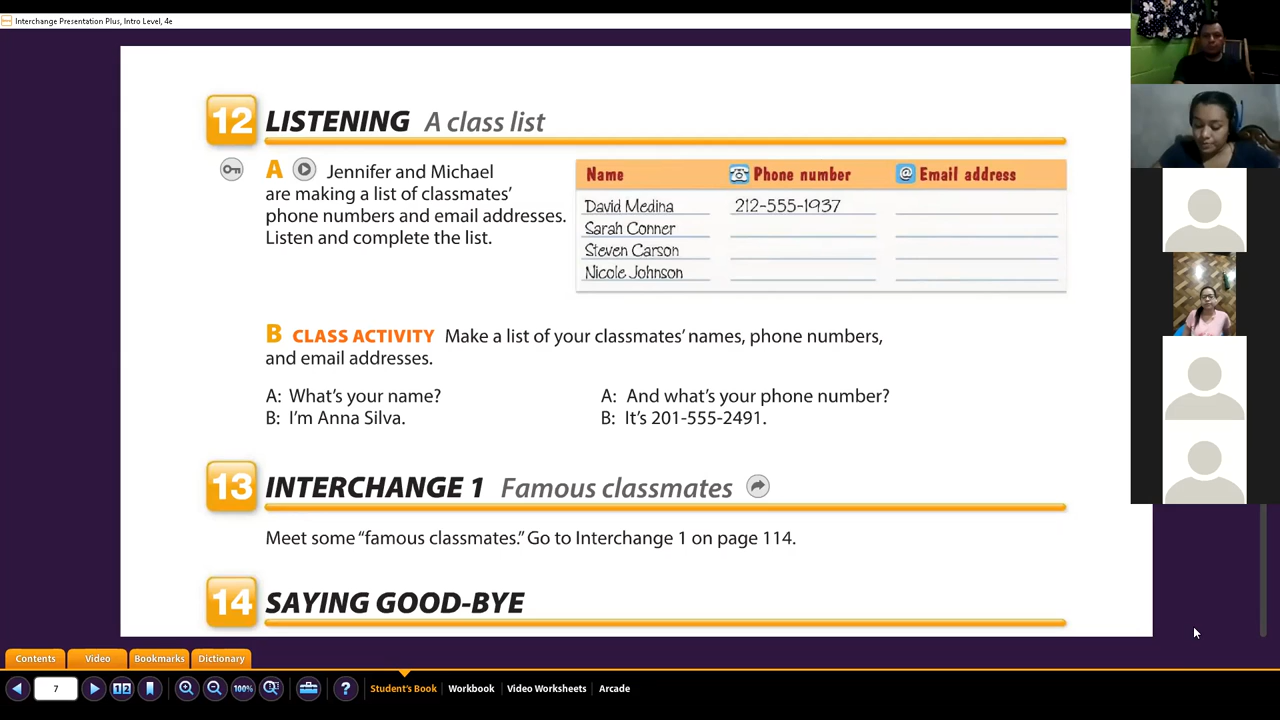 Interchange Presentation Plus, Intro Level, 4e
12 LISTENING A class list
A Jennifer and Michael
are making a list of classmates'
phone numbers and email addresses.
Listen and complete the list.
Name Phone number @ Email address
David Medina 212-555-1937
Sarah Conner
Steven Carson
Nicole Johnson
B CLASS ACTIVITY Make a list of your classmates' names, phone numbers,
and email addresses.
A: What's your name?
B: I'm Anna Silva.
A: And what's your phone number?
B: It's 201-555-2491.
13 INTERCHANGE 1 Famous classmates
Meet some "famous classmates." Go to Interchange 1 on page 114.
14 SAYING GOOD-BYE
Contents Video Bookmarks Dictionary
7 12 100% ? Student's Book Workbook Video Worksheets Arcade